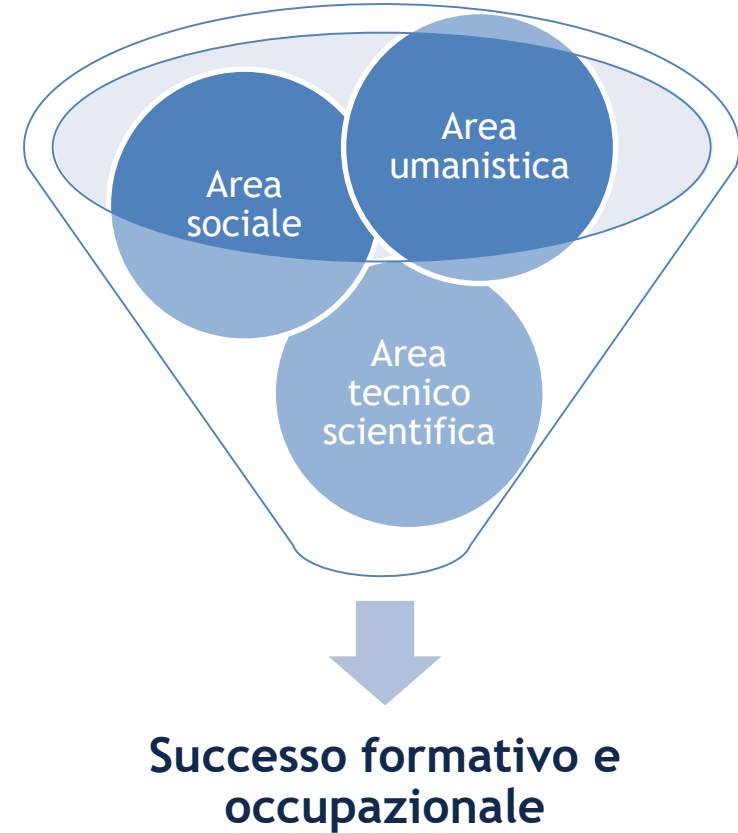 Area
umanistica
Area
sociale
Area
tecnico
scientifica
Successo formativo e
occupazionale